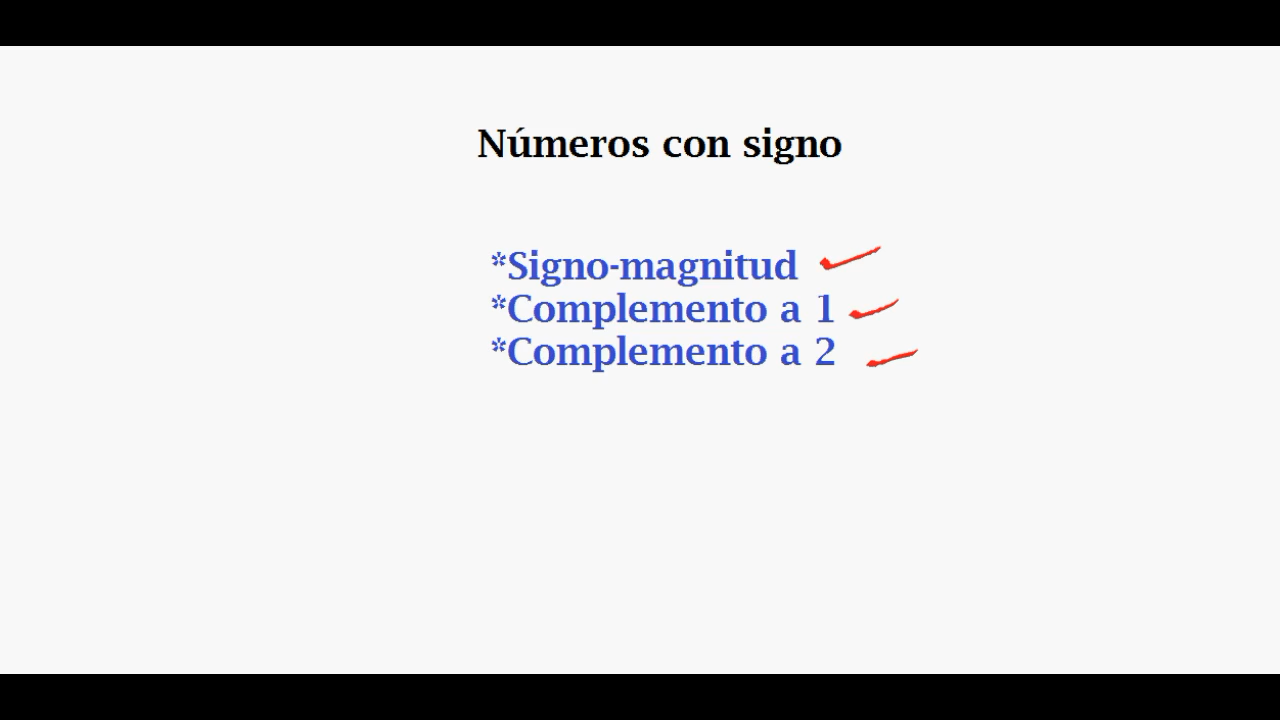 Números con signo
*Signo-magnitud
*Complemento a 1
*Complemento a 2